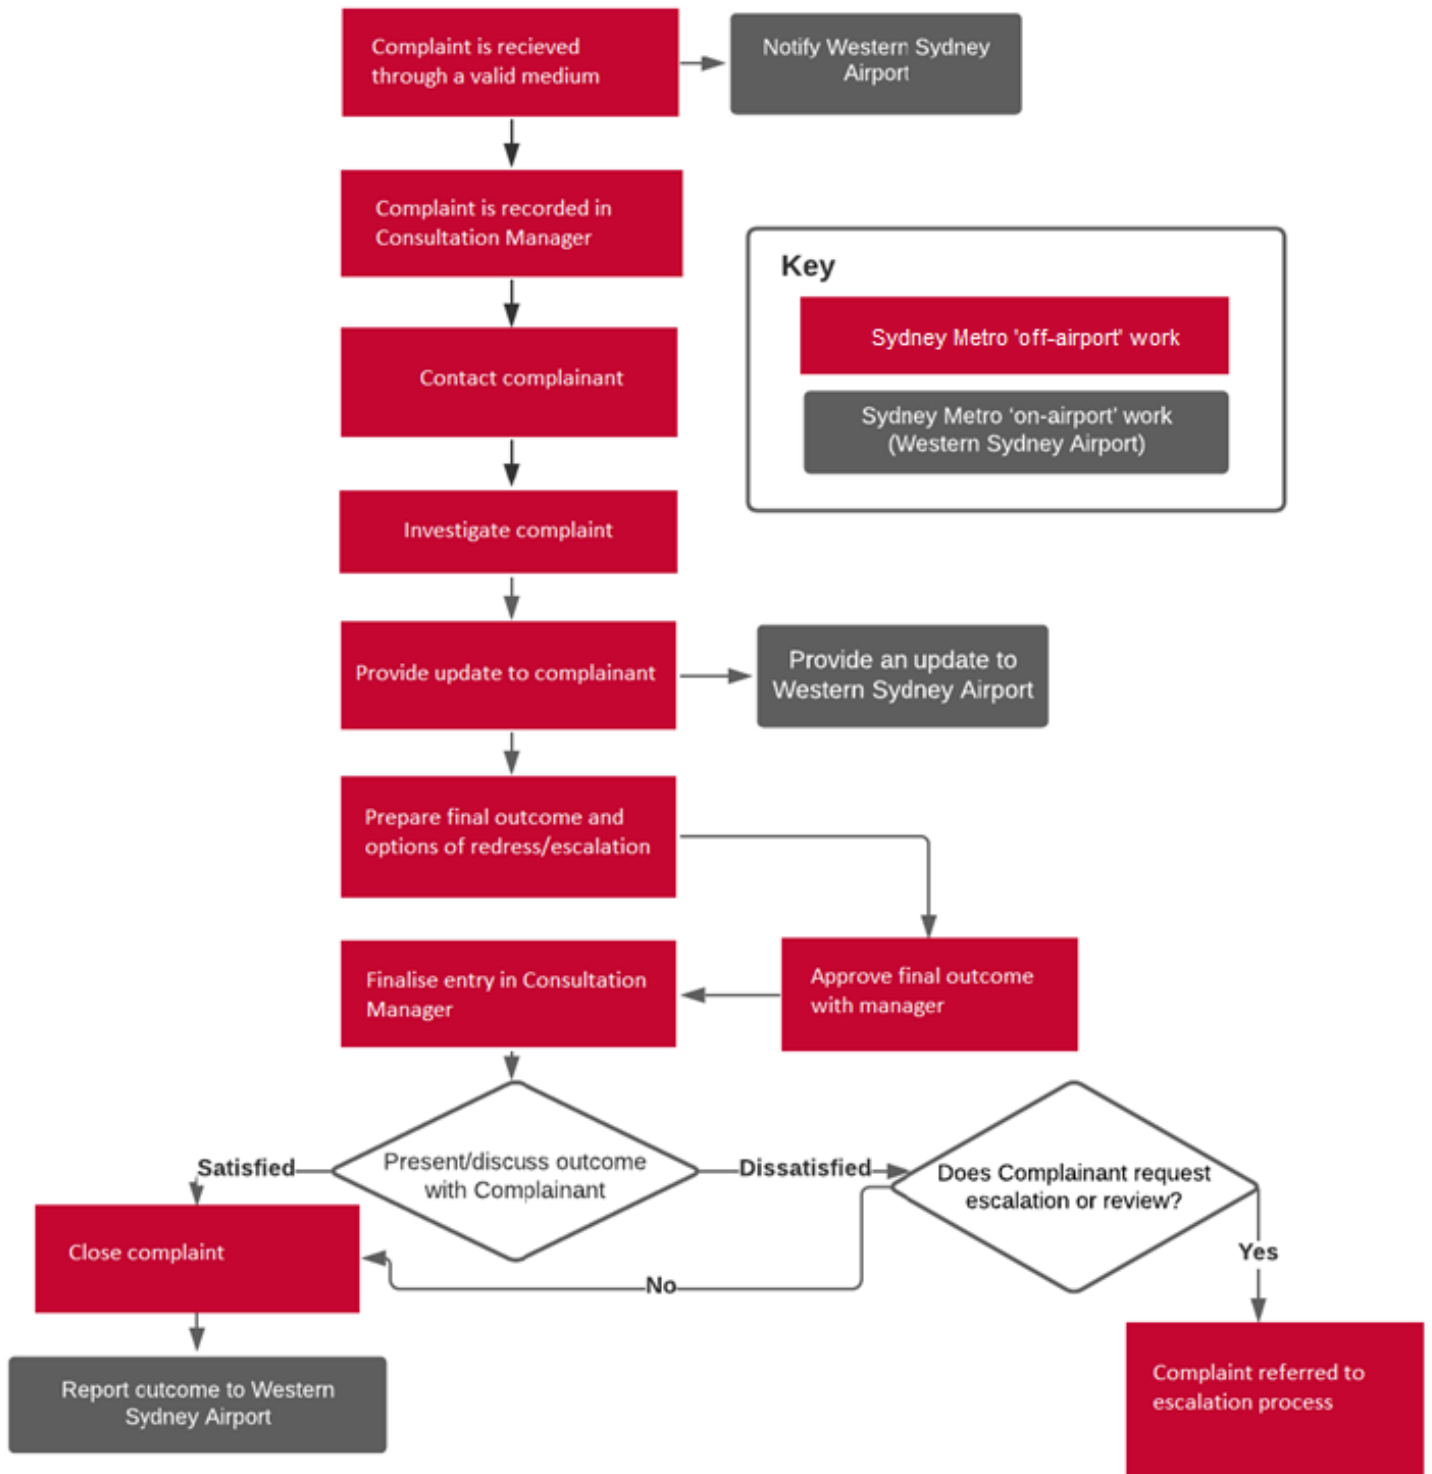 Complaint is recieved
through a valid medium
Notify Western Sydney
Airport
Complaint is recorded in
Consultation Manager
Key
Sydney Metro 'off-airport' work
Sydney Metro 'on-airport' work
(Western Sydney Airport)
Contact complainant
Investigate complaint
Provide update to complainant
Provide an update to
Western Sydney Airport
Prepare final outcome and
options of redress/escalation
Approve final outcome
with manager
Finalise entry in Consultation
Manager
Present/discuss outcome
with Complainant
Satisfied
Dissatisfied
Does Complainant request
escalation or review?
Close complaint
No
Yes
Report cutcome to Western
Sydney Airport
Complaint referred to
escalation process